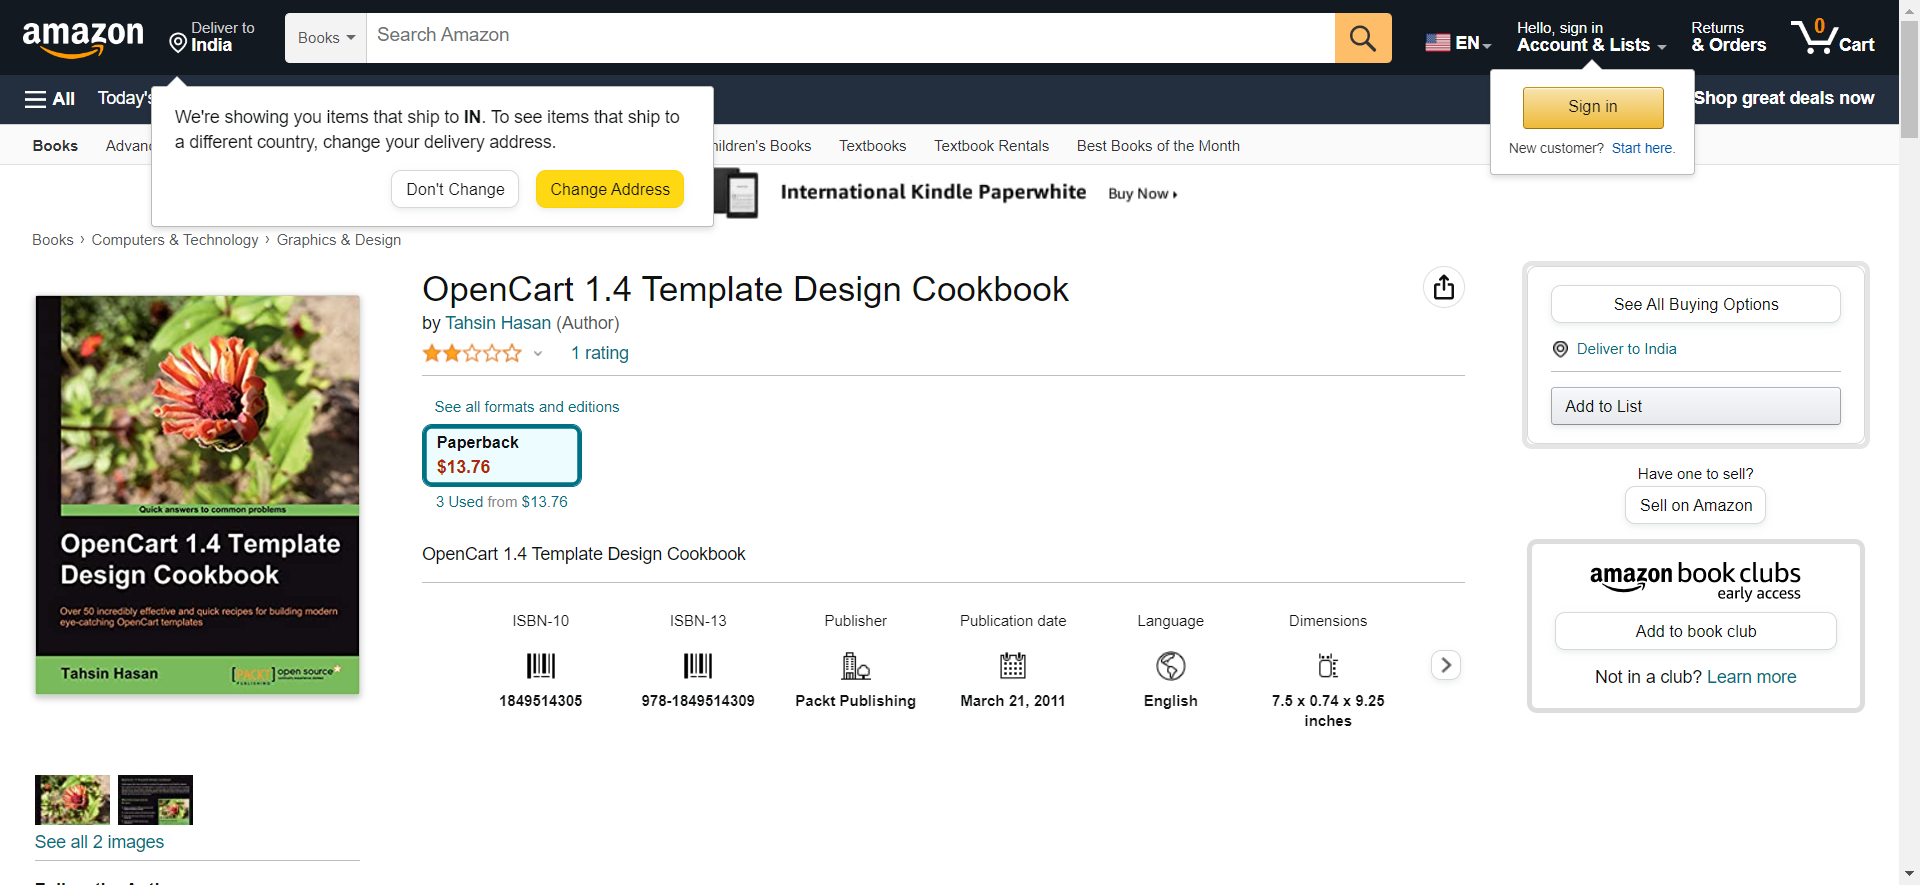 amazon
Deliver to
India
Books
Search Amazon
EN
Hello, sign in
Account & Lists
Returns
& Orders
0
Cart
All
Today's
Shop great deals now
We're showing you items that ship to IN. To see items that ship to
a different country, change your delivery address.
Don't Change
Change Address
Sign in
New customer? Start here.
Books
Advanc
hildren's Books
Textbooks
Textbook Rentals
Best Books of the Month
International Kindle Paperwhite
Buy Now
Books › Computers & Technology › Graphics & Design
OpenCart 1.4 Template Design Cookbook
by Tahsin Hasan (Author)
1 rating
See all formats and editions
Paperback
$13.76
3 Used from $13.76
OpenCart 1.4 Template Design Cookbook
ISBN-10
1849514305
ISBN-13
978-1849514309
Publisher
Packt Publishing
Publication date
March 21, 2011
Language
English
Dimensions
7.5 x 0.74 x 9.25
inches
Quick answers to common problems
OpenCart 1.4 Template
Design Cookbook
Over 50 incredibly effective and quick recipes for building modern
eye-catching OpenCart templates
Tahsin Hasan
[PACKT] open source*
PUBLISHING
See all 2 images
See All Buying Options
Deliver to India
Add to List
Have one to sell?
Sell on Amazon
amazon book clubs
early access
Add to book club
Not in a club? Learn more